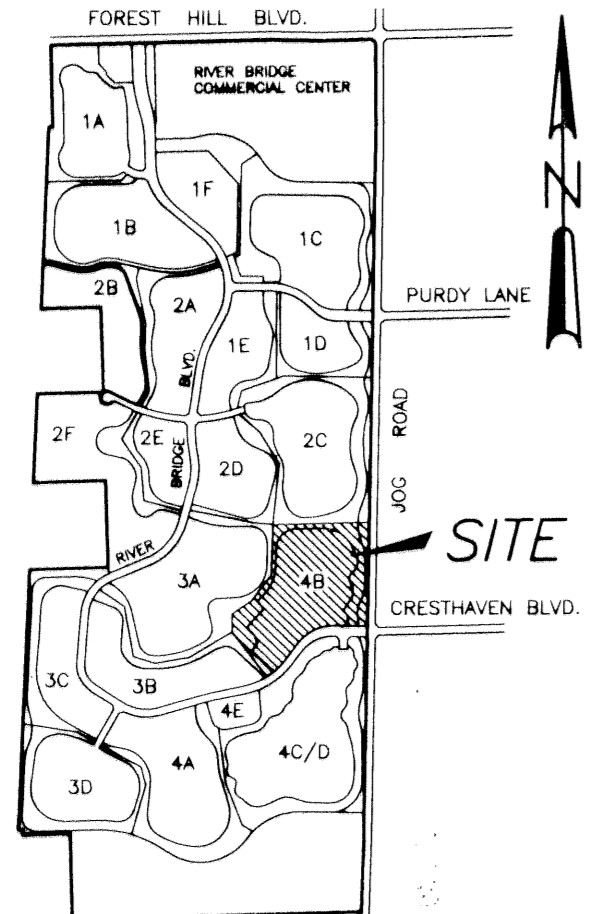 FOREST HILL BLVD.
RIVER BRIDGE
COMMERCIAL CENTER
1A
1F
1B
1C
N
2B
2A
PURDY LANE
1E
1D
BLVD.
2C
JOG ROAD
2F
2E
BRIDGE
2D
RIVER
SITE
3A
4B
CRESTHAVEN BLVD.
3C
3B
4E
4C/D
4A
3D